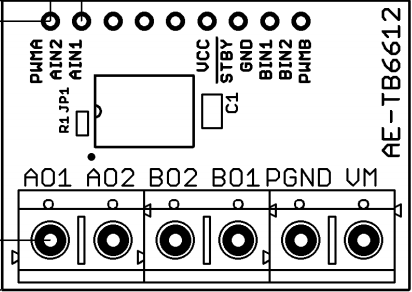 PWMA
AIN2
AIN1
VCC
STBY
GND
BIN1
BIN2
PWMB
AE-TB6612
R1
JP1
C1
AO1 AO2 BO2 BO1 PGND VM